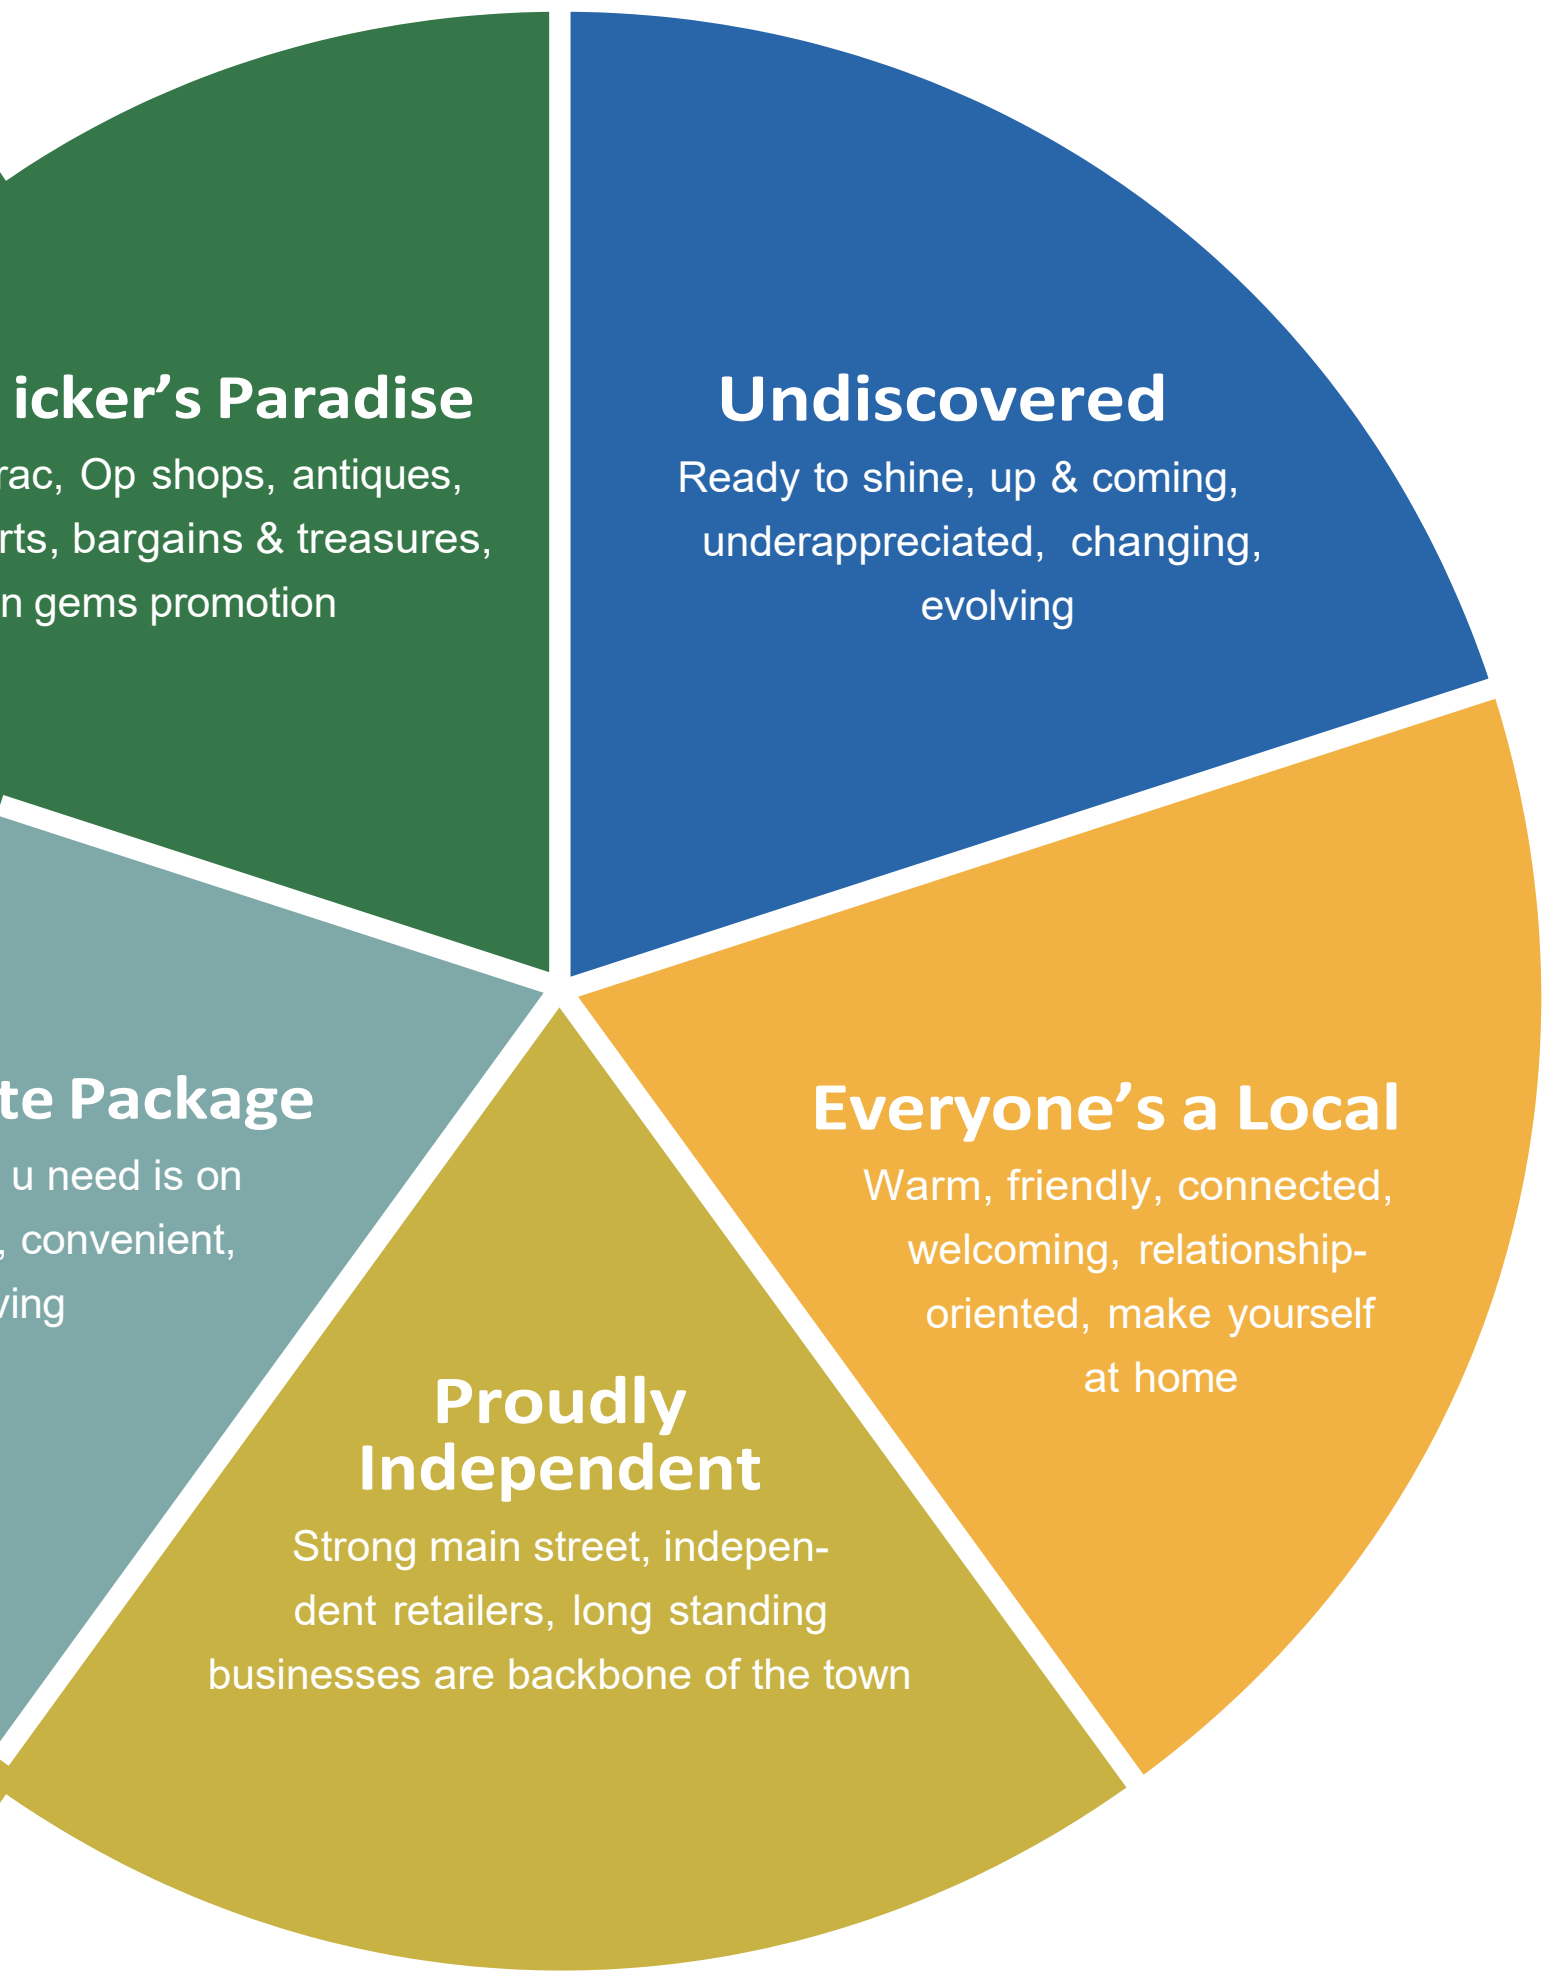 icker’s Paradise
rac, Op shops, antiques,
rts, bargains & treasures,
n gems promotion
Undiscovered
Ready to shine, up & coming,
underappreciated, changing,
evolving
te Package
u need is on
, convenient,
ving
Everyone’s a Local
Warm, friendly, connected,
welcoming, relationship-
oriented, make yourself
at home
Proudly
Independent
Strong main street, indepen-
dent retailers, long standing
businesses are backbone of the town